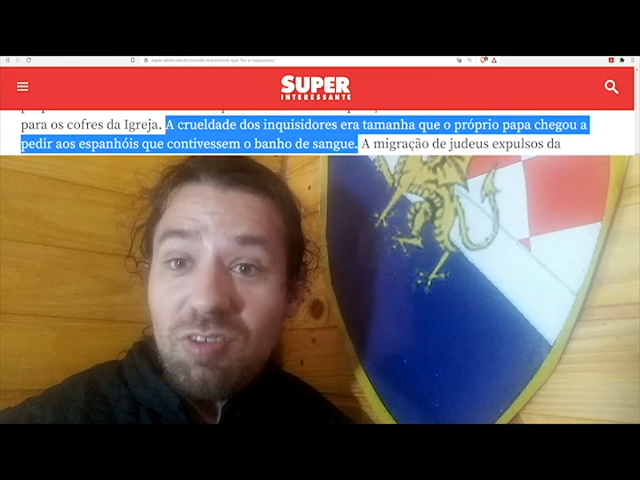 SUPER
INTERESSANTE
para os cofres da Igreja. A crueldade dos inquisidores era tamanha que o próprio papa chegou a
pedir aos espanhóis que contivessem o banho de sangue. A migração de judeus expulsos da